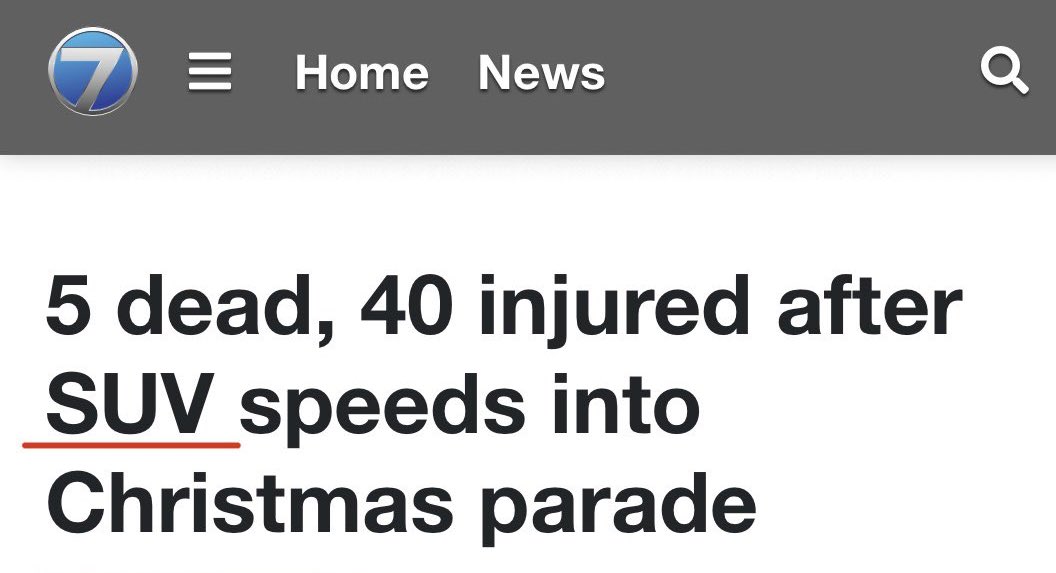 7 Home News
5 dead, 40 injured after
SUV speeds into
Christmas parade